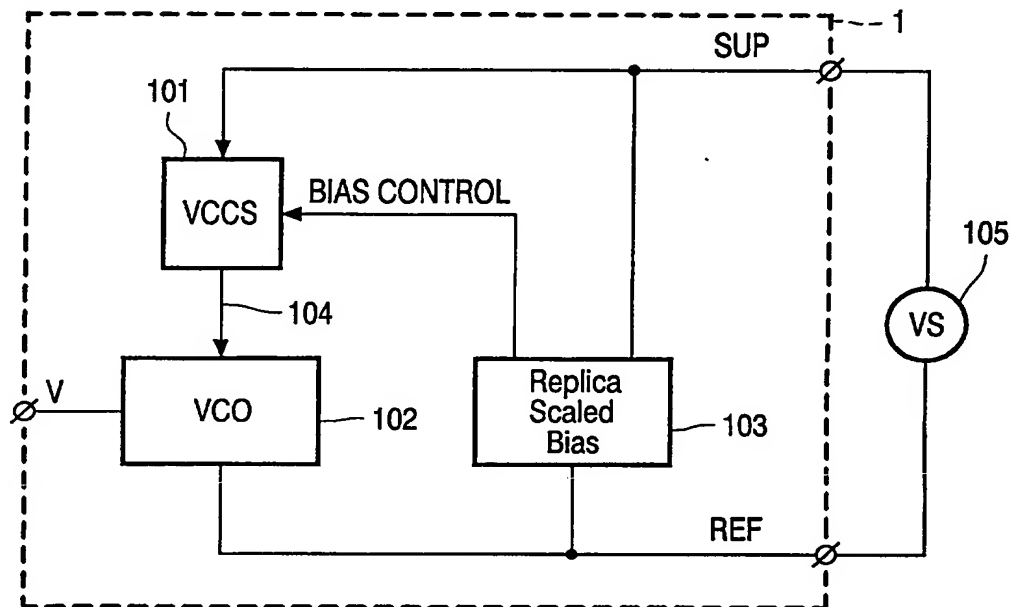 1
SUP
101
VCCS
BIAS CONTROL
105
VS
104
V
VCO
102
Replica
Scaled
Bias
103
REF